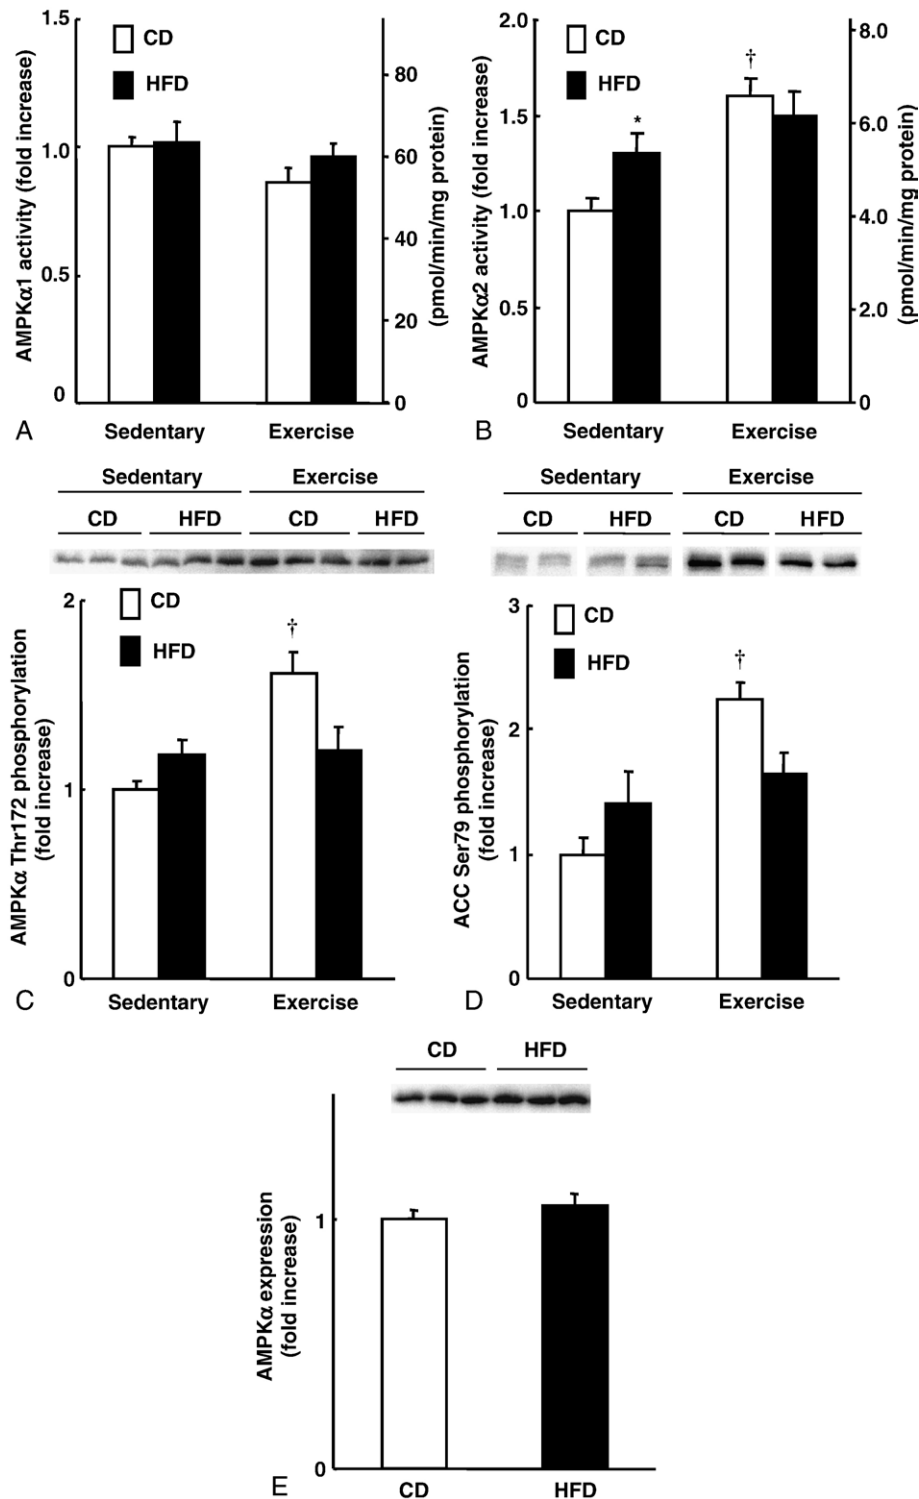 AMPKα1 activity (fold increase)
1.5
1.0
0.5
0
CD
HFD
80
60
40
20
0
(pmol/min/mg protein)
Sedentary Exercise
A
AMPKα2 activity (fold increase)
2.0
1.5
1.0
0.5
0
CD
HFD
*
†
8.0
6.0
4.0
2.0
0
(pmol/min/mg protein)
Sedentary Exercise
B
Sedentary Exercise
CD HFD CD HFD
AMPKα Thr172 phosphorylation
(fold increase)
2
1
0
CD
HFD
†
Sedentary Exercise
C
Sedentary Exercise
CD HFD CD HFD
ACC Ser79 phosphorylation
(fold increase)
3
2
1
0
CD
HFD
†
Sedentary Exercise
D
CD HFD
AMPKα expression
(fold increase)
1
0
CD HFD
E